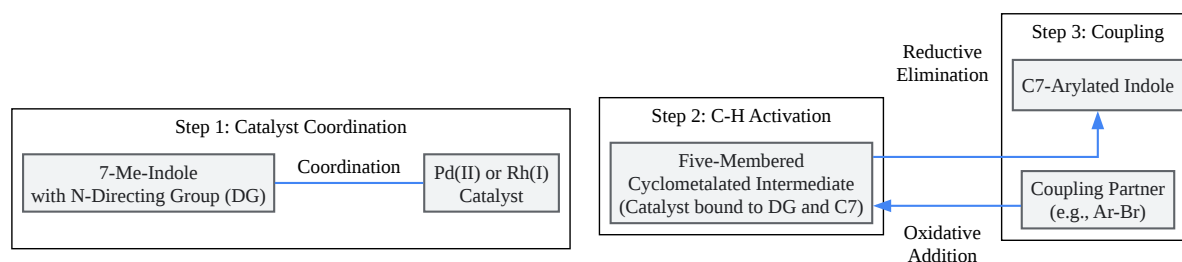 Step 1: Catalyst Coordination
7-Me-Indole
with N-Directing Group (DG)
Coordination
Pd(II) or Rh(I)
Catalyst
Step 2: C-H Activation
Five-Membered
Cyclometalated Intermediate
(Catalyst bound to DG and C7)
Reductive
Elimination
Oxidative
Addition
Step 3: Coupling
C7-Arylated Indole
Coupling Partner
(e.g., Ar-Br)